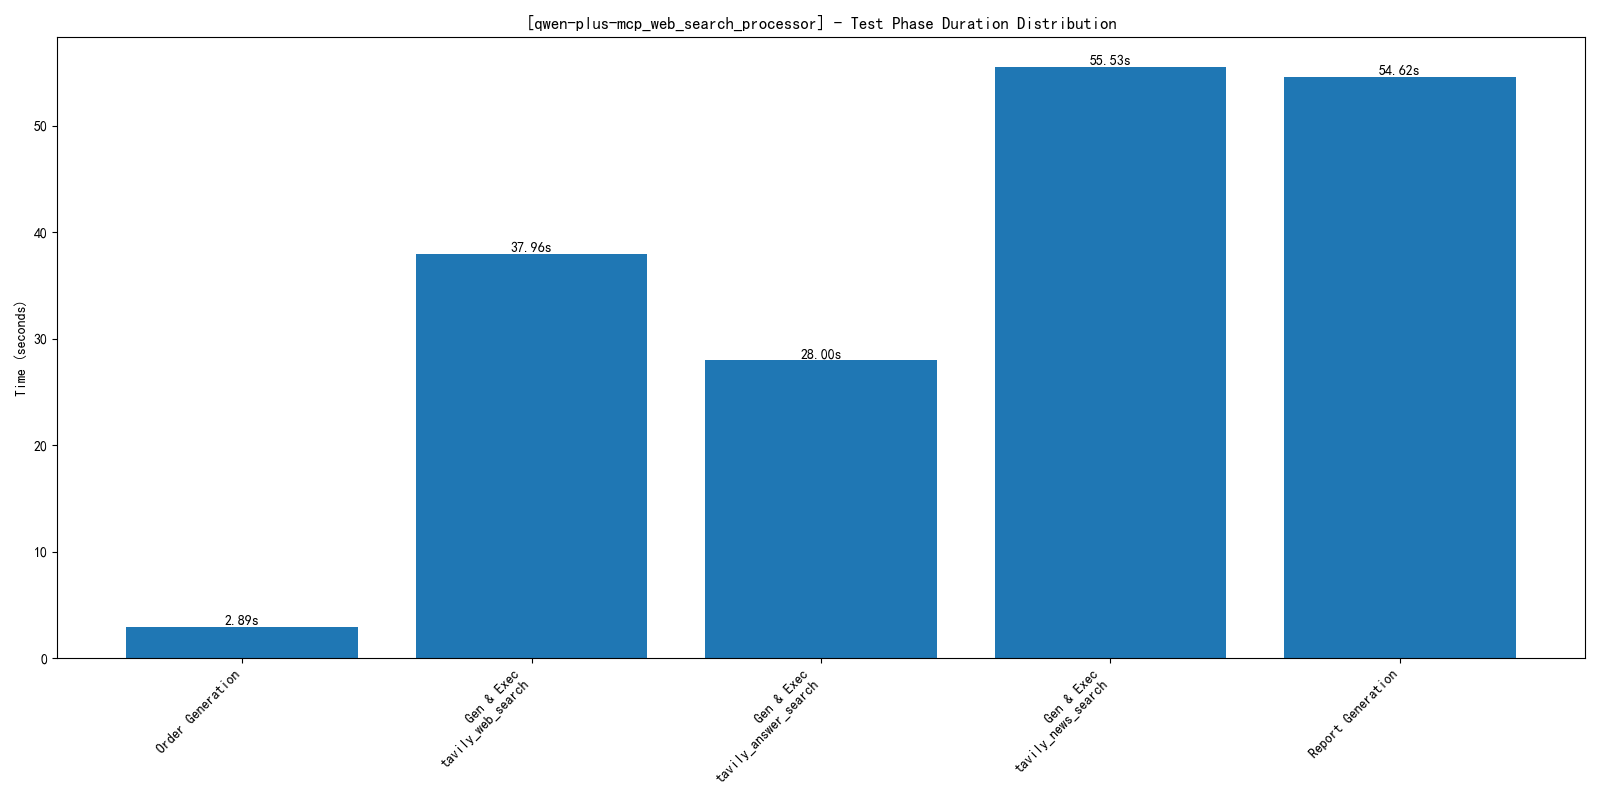 [qwen-plus-mcp_web_search_processor] - Test Phase Duration Distribution
Time (seconds)
50
40
30
20
10
0
2.89s
37.96s
28.00s
55.53s
54.62s
Order Generation
Gen & Exec
tavily_web_search
Gen & Exec
tavily_answer_search
Gen & Exec
tavily_news_search
Report Generation